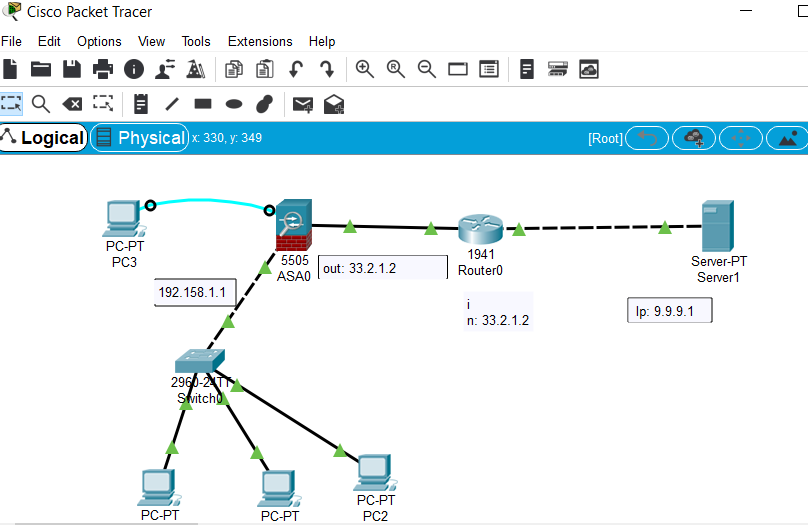 Cisco Packet Tracer
File Edit Options View Tools Extensions Help
Logical Physical x: 330, y: 349 [Root]
PC-PT
PC3
5505
ASA0
out: 33.2.1.2
1941
Router0
Server-PT
Server1
192.158.1.1
i
n: 33.2.1.2
Ip: 9.9.9.1
2960-24TT
Switch0
PC-PT
PC-PT
PC-PT
PC2